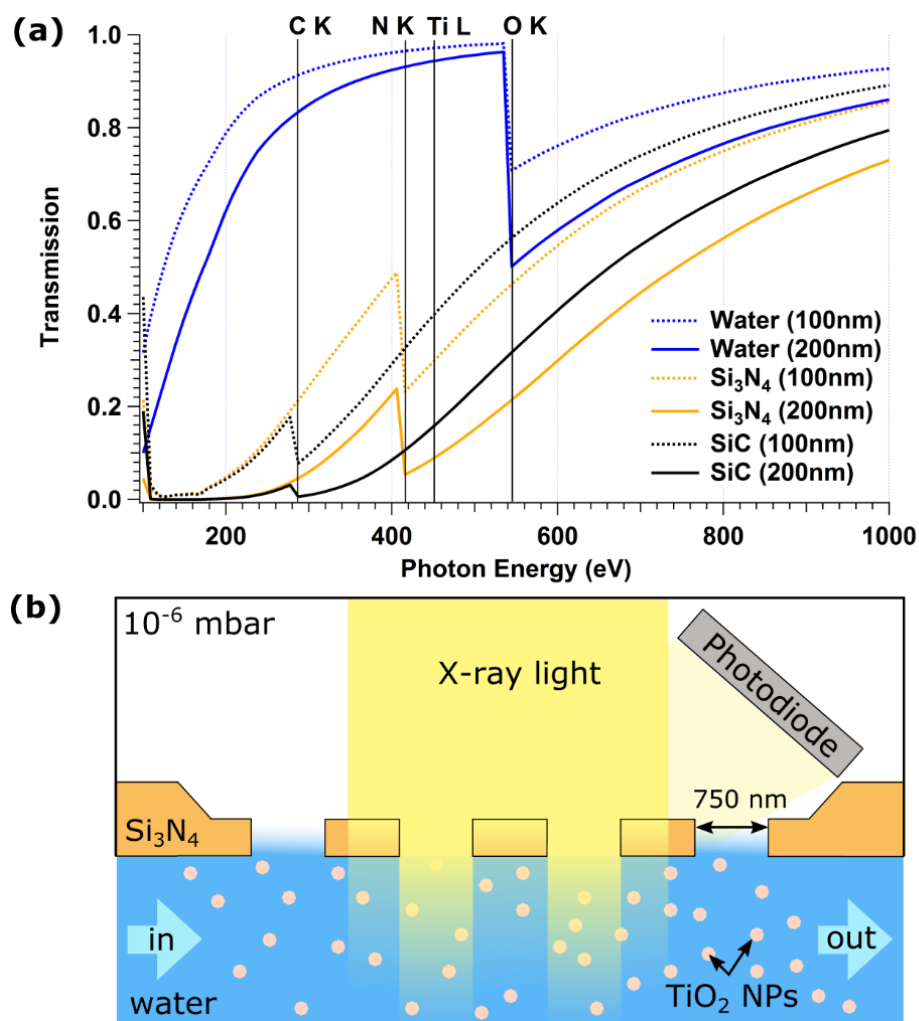 (a)
C K
N K
Ti L
O K
1.0
0.8
0.6
0.4
0.2
0.0
Transmission
Water (100nm)
Water (200nm)
Si₃N₄ (100nm)
Si₃N₄ (200nm)
SiC (100nm)
SiC (200nm)
200
400
600
800
1000
Photon Energy (eV)
(b)
10⁻⁶ mbar
X-ray light
Photodiode
750 nm
Si₃N₄
in
out
water
TiO₂ NPs